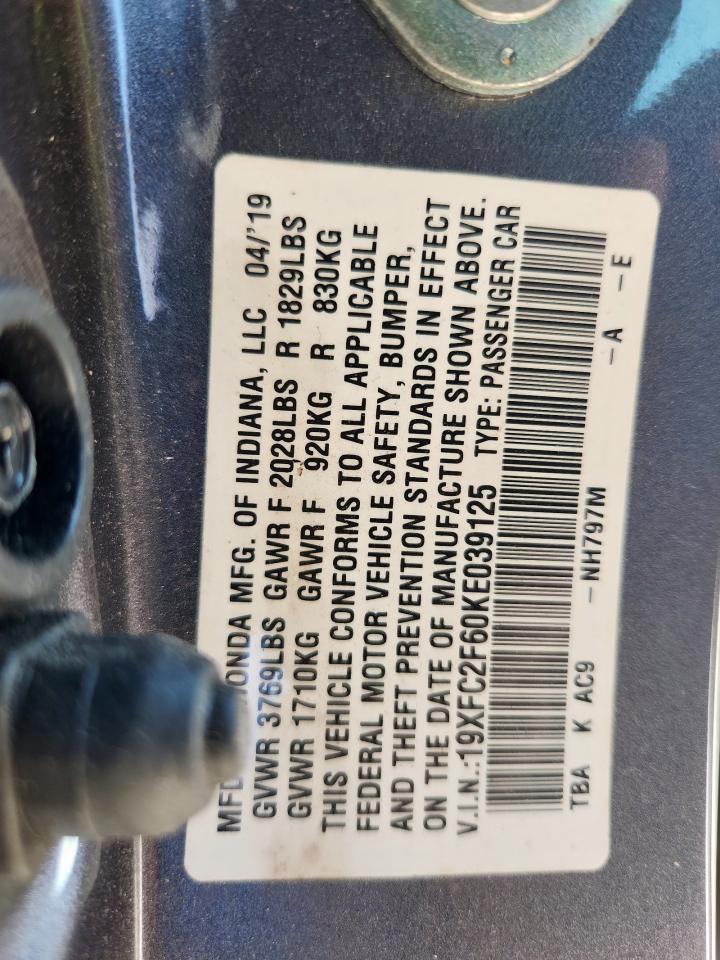 MFD HONDA MFG. OF INDIANA, LLC 04/'19
GVWR 3769LBS GAWR F 2028LBS R 1829LBS
GVWR 1710KG GAWR F 920KG R 830KG
THIS VEHICLE CONFORMS TO ALL APPLICABLE
FEDERAL MOTOR VEHICLE SAFETY, BUMPER,
AND THEFT PREVENTION STANDARDS IN EFFECT
ON THE DATE OF MANUFACTURE SHOWN ABOVE.
V.I.N.:19XFC2F60KE039125 TYPE: PASSENGER CAR
TBA K AC9 -NH797M -A -E